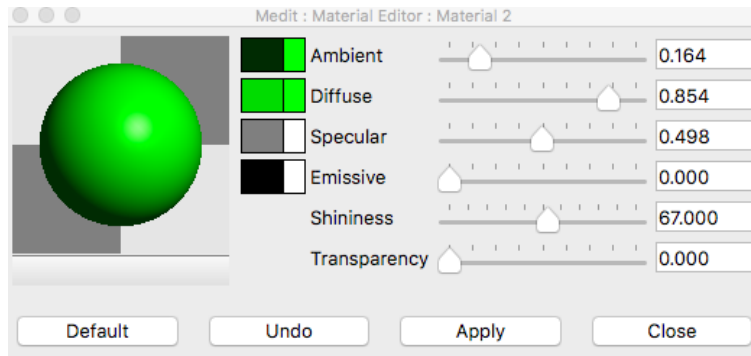 Medit : Material Editor : Material 2
Ambient 0.164
Diffuse 0.854
Specular 0.498
Emissive 0.000
Shininess 67.000
Transparency 0.000
Default Undo Apply Close